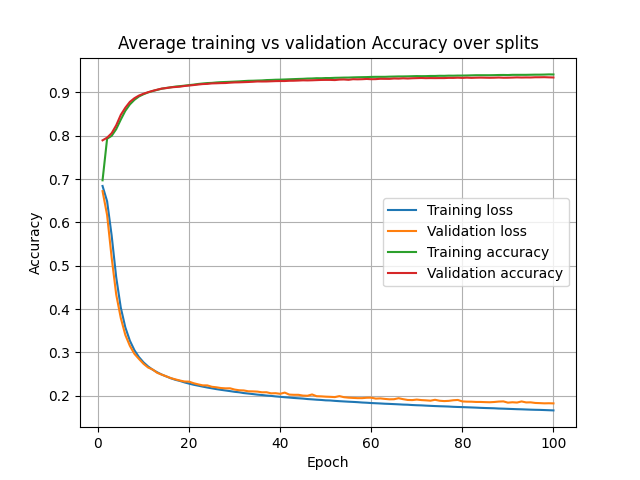 Average training vs validation Accuracy over splits
Accuracy
0.9
0.8
0.7
0.6
0.5
0.4
0.3
0.2
Training loss
Validation loss
Training accuracy
Validation accuracy
0 20 40 60 80 100
Epoch